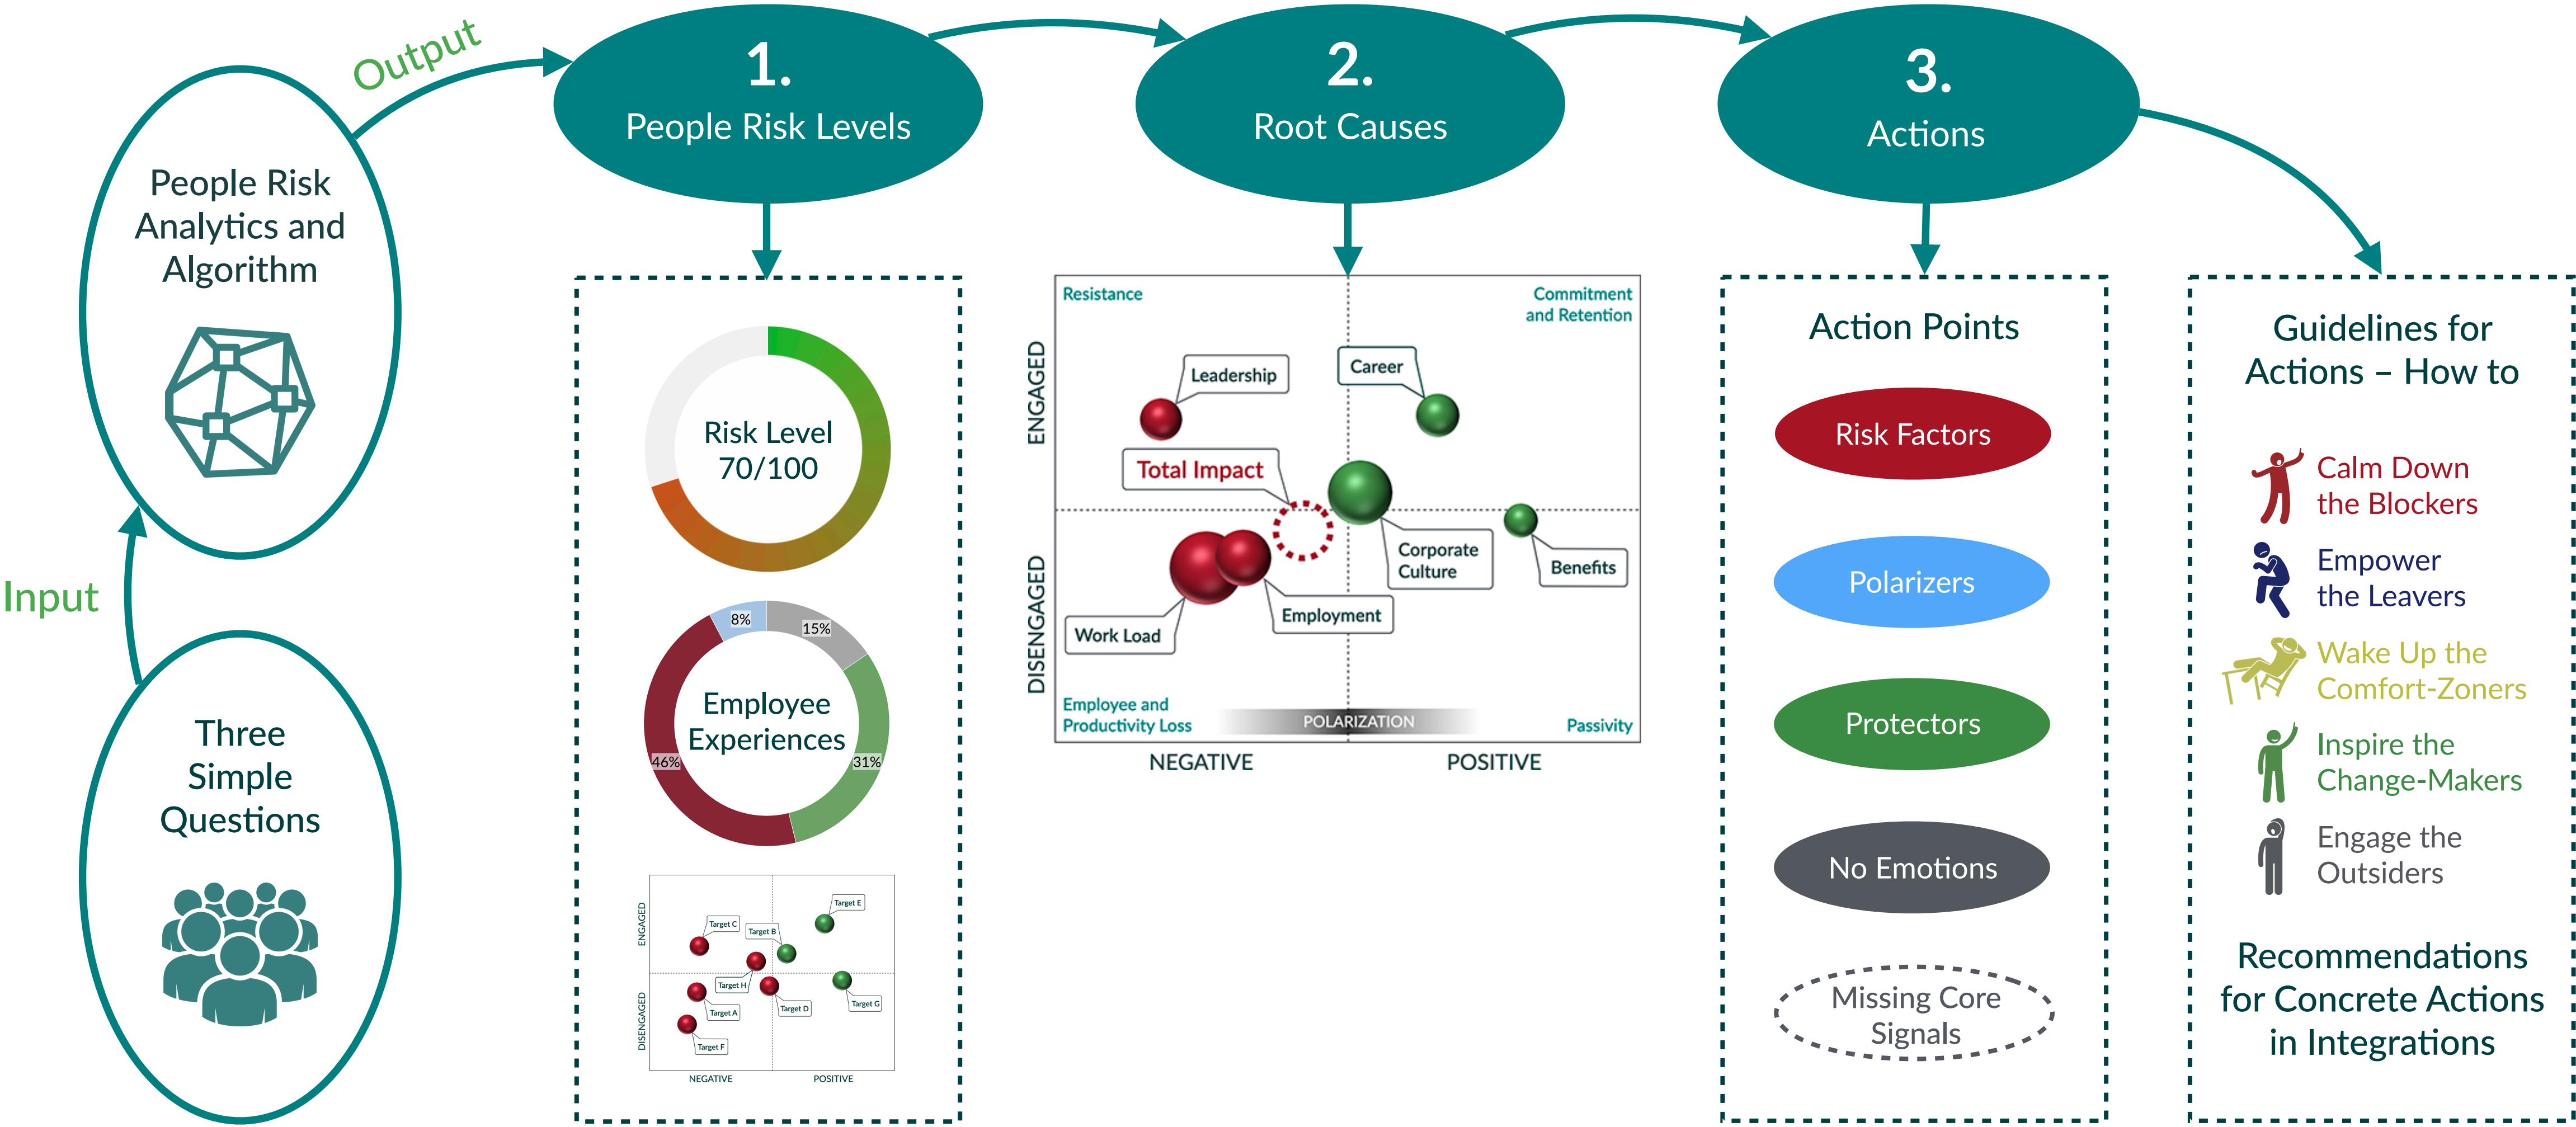 Output
Input
People Risk
Analytics and
Algorithm
Three
Simple
Questions
1.
People Risk Levels
Risk Level
70/100
8%
15%
Employee
Experiences
46%
31%
ENGAGED
DISENGAGED
Target E
Target C
Target B
Target H
Target A
Target D
Target G
Target F
NEGATIVE
POSITIVE
2.
Root Causes
Resistance
Commitment
and Retention
ENGAGED
DISENGAGED
Leadership
Career
Total Impact
Corporate
Culture
Benefits
Employment
Work Load
Employee and
Productivity Loss
POLARIZATION
Passivity
NEGATIVE
POSITIVE
3.
Actions
Action Points
Risk Factors
Polarizers
Protectors
No Emotions
Missing Core
Signals
Guidelines for
Actions – How to
Calm Down
the Blockers
Empower
the Leavers
Wake Up the
Comfort-Zoners
Inspire the
Change-Makers
Engage the
Outsiders
Recommendations
for Concrete Actions
in Integrations